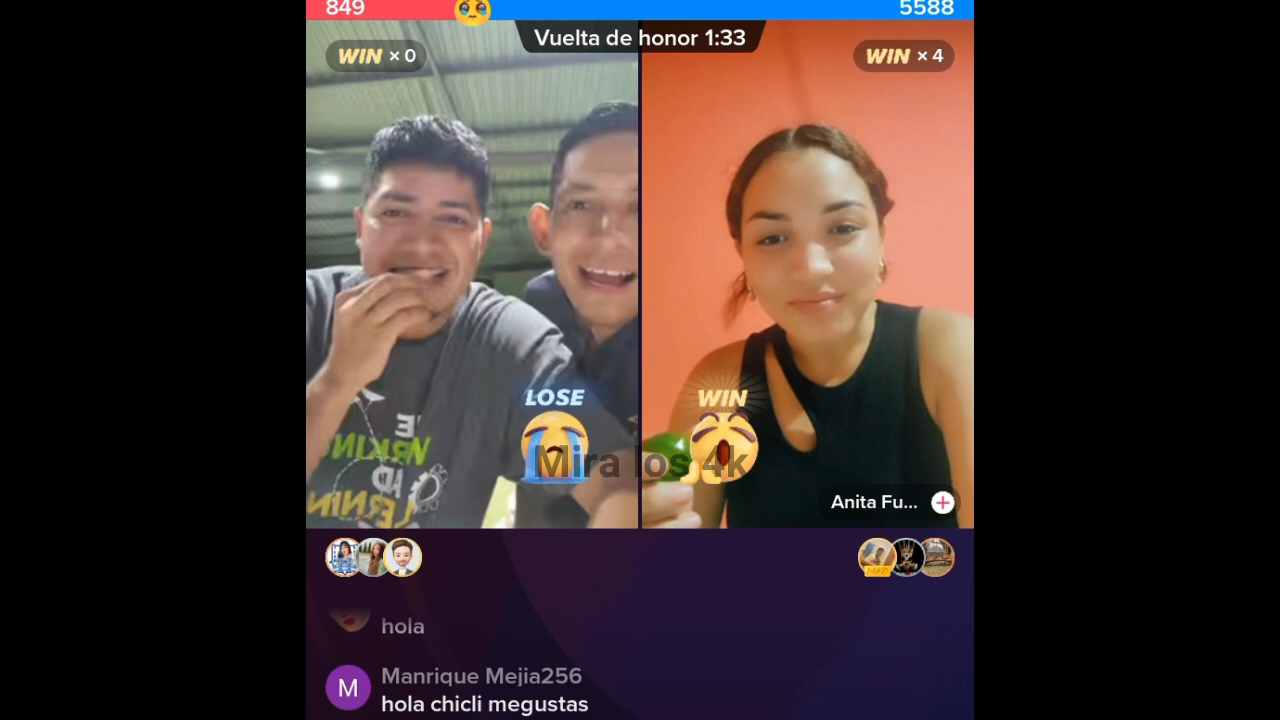 849
5588
Vuelta de honor 1:33
WIN × 0
WIN × 4
LOSE
WIN
Mira los 4k
Anita Fu...
hola
M
Manrique Mejia256
hola chicli megustas